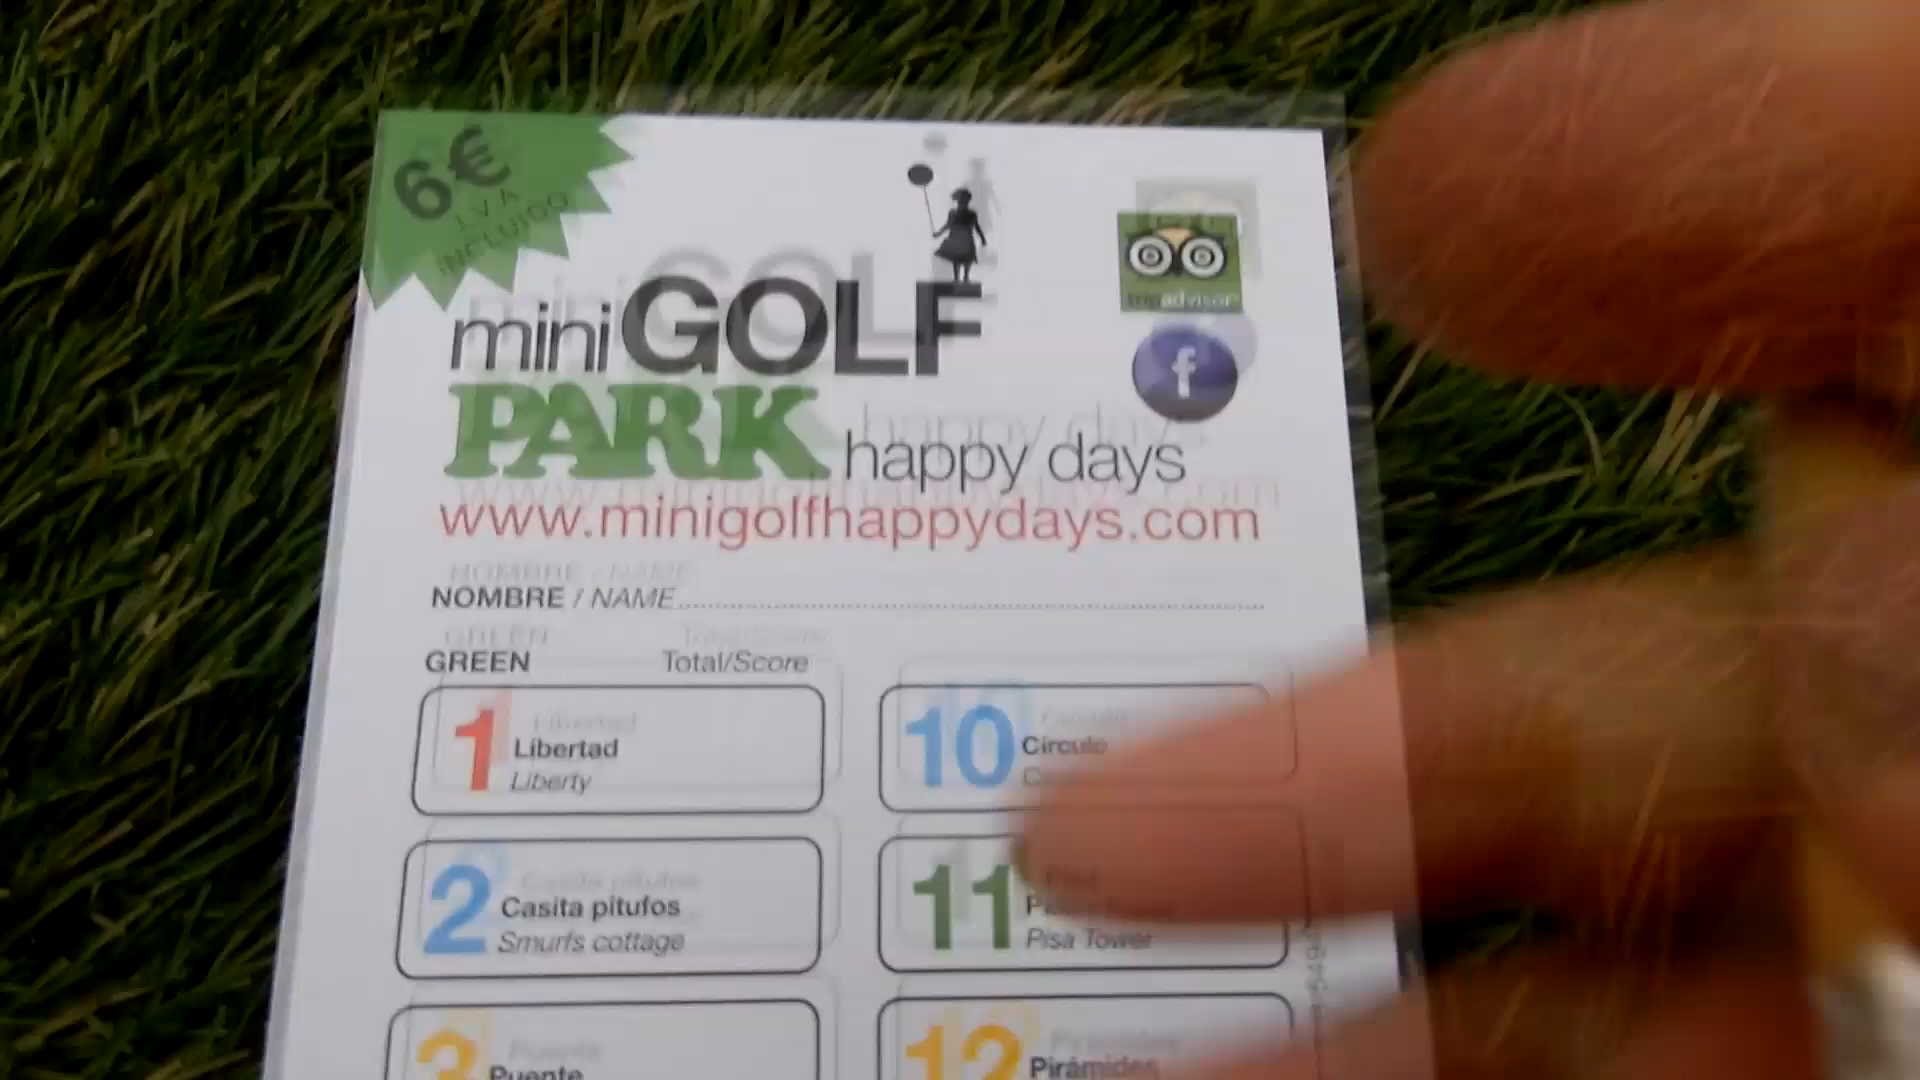 6€
I.V.A.
INCLUIDO
miniGOLF
PARK happy days
tripadvisor
f
www.minigolfhappydays.com
NOMBRE / NAME
GREEN Total/Score
1 Libertad
Liberty
2 Casita pitufos
Smurfs cottage
3 Puente
10 Circulo
11
Pisa Tower
12 Pirámides